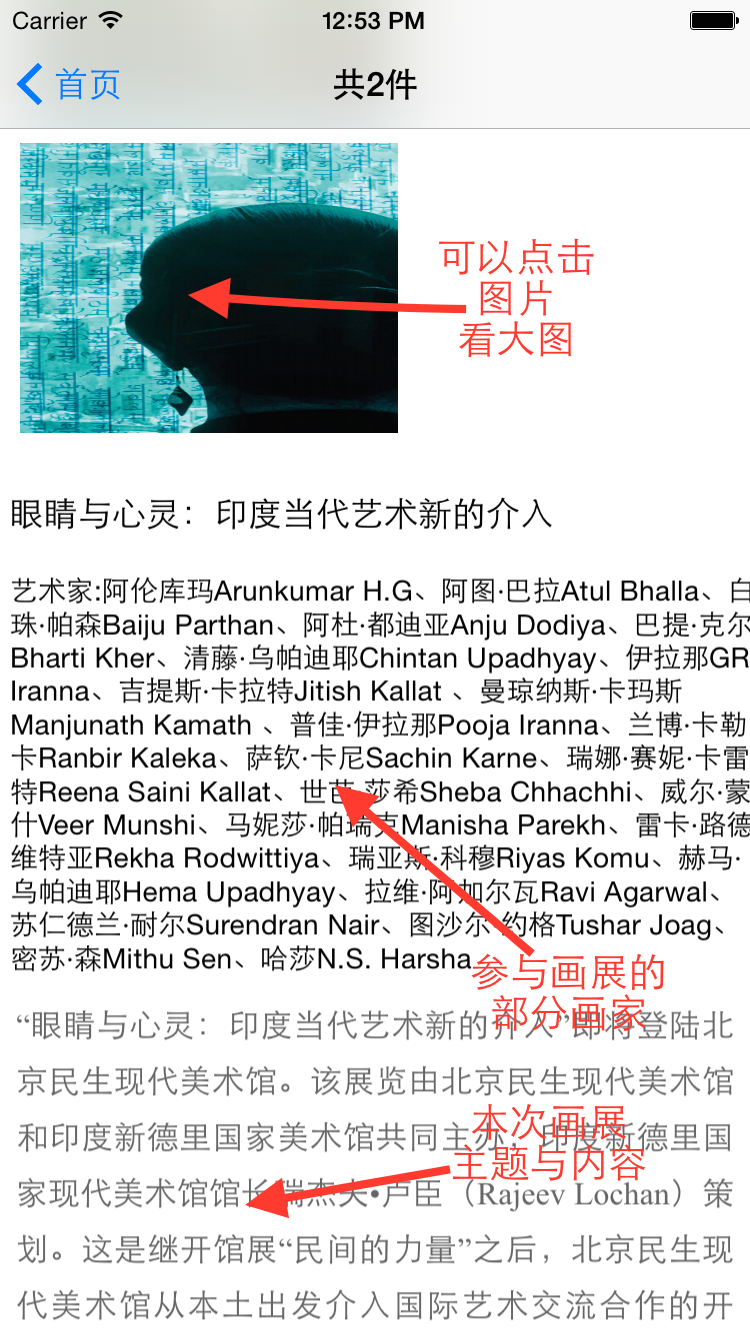 Carrier 12:53 PM
首页 共2件
可以点击
图片
看大图
眼睛与心灵：印度当代艺术新的介入
艺术家:阿伦库玛Arunkumar H.G、阿图·巴拉Atul Bhalla、白
珠·帕森Baiju Parthan、阿杜·都迪亚Anju Dodiya、巴提·克尔
Bharti Kher、清藤·乌帕迪耶Chintan Upadhyay、伊拉那GR
Iranna、吉提斯·卡拉特Jitish Kallat 、曼琼纳斯·卡玛斯
Manjunath Kamath 、普佳·伊拉那Pooja Iranna、兰博·卡勒
卡Ranbir Kaleka、萨钦·卡尼Sachin Karne、瑞娜·赛妮·卡雷
特Reena Saini Kallat、世芭·莎希Sheba Chhachhi、威尔·蒙
什Veer Munshi、马妮莎·帕瑞克Manisha Parekh、雷卡·路德
维特亚Rekha Rodwittiya、瑞亚斯·科穆Riyas Komu、赫马·
乌帕迪耶Hema Upadhyay、拉维·阿加尔瓦Ravi Agarwal、
苏仁德兰·耐尔Surendran Nair、图沙尔·约格Tushar Joag、
密苏·森Mithu Sen、哈莎N.S. Harsha
参与画展的
部分画家
“眼睛与心灵：印度当代艺术新的介入”即将登陆北
京民生现代美术馆。该展览由北京民生现代美术馆
和印度新德里国家美术馆共同主办，印度新德里国
家现代美术馆馆长瑞杰夫•卢臣（Rajeev Lochan）策
划。这是继开馆展“民间的力量”之后，北京民生现
代美术馆从本土出发介入国际艺术交流合作的开
本次画展
主题与内容